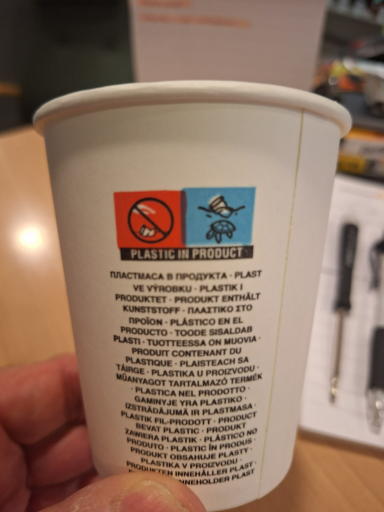 PLASTIC IN PRODUCT
ПЛАСТМАСА В ПРОДУКТА · PLAST
VE VÝROBKU · PLASTIK I
PRODUKTET · PRODUKT ENTHÄLT
KUNSTSTOFF · ΠΛΑΣΤΙΚΟ ΣΤΟ
ΠΡΟΪΟΝ · PLÁSTICO EN EL
PRODUCTO · TOODE SISALDAB
PLASTI · TUOTTEESSA ON MUOVIA ·
PRODUIT CONTENANT DU
PLASTIQUE · PLAISTEACH SA
TÁIRGE · PLASTIKA U PROIZVODU ·
MŰANYAGOT TARTALMAZÓ TERMÉK
· PLASTICA NEL PRODOTTO ·
GAMINYJE YRA PLASTIKO ·
IZSTRĀDĀJUMĀ IR PLASTMASA ·
PLASTIK FIL-PRODOTT · PRODUCT
BEVAT PLASTIC · PRODUKT
ZAWIERA PLASTIK · PLÁSTICO NO
PRODUTO · PLASTIC ÎN PRODUS ·
PRODUKT OBSAHUJE PLASTY ·
PLASTIKA V PROIZVODU ·
PRODUKTEN INNEHÅLLER PLAST ·
INNEHOLDER PLAST